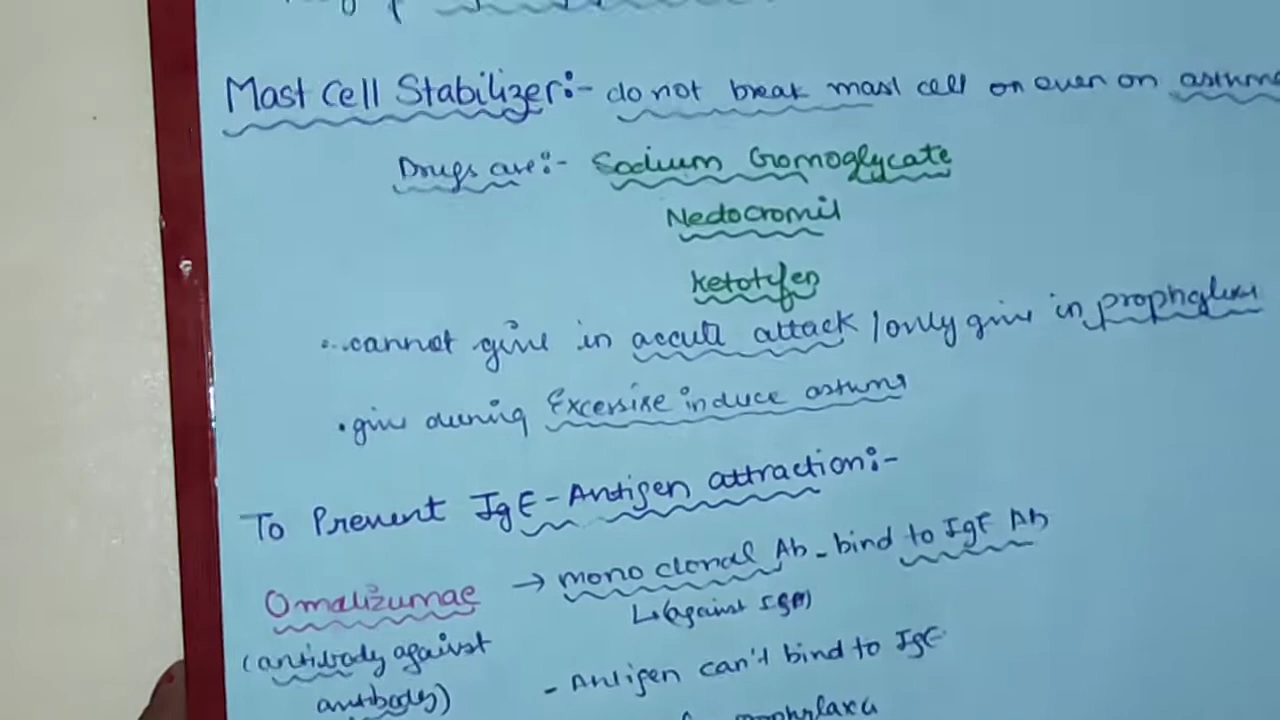 Mast Cell Stabilizer:- do not break mast cell on even on asthma
Drugs are:- Sodium Cromoglycate
Nedocromil
Ketotifen
cannot give in accute attack / only give in prophylaxis
• give during Excersise induce asthma
To Prevent IgE-Antigen attraction:-
Omalizumae → mono clonal Ab - bind to IgE Ab
↳ (against IgE)
(antibody against
antibody)
- Antigen can't bind to IgE